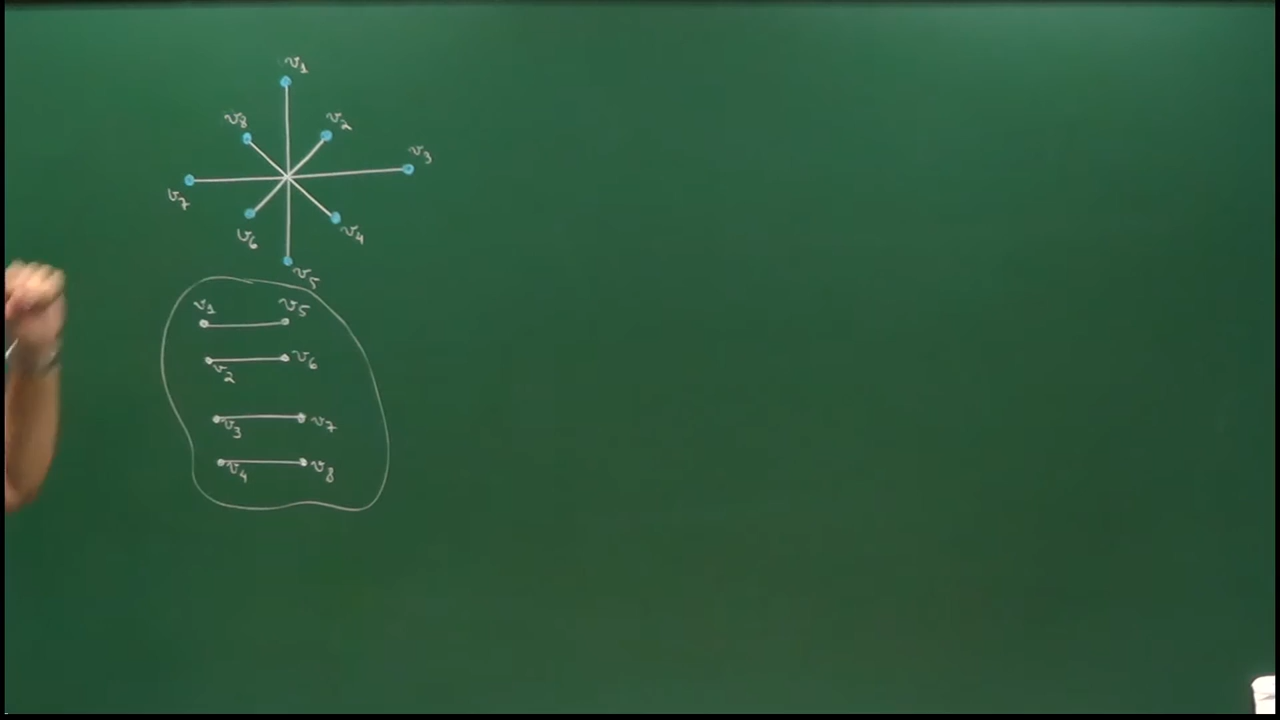 v₁
v₈ v₂
v₃
v₇
v₆ v₄
v₅
v₁ v₅
v₂ v₆
v₃ v₇
v₄ v₈